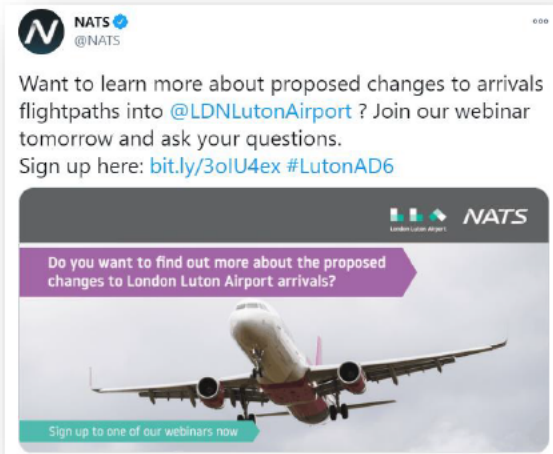 NATS
@NATS
Want to learn more about proposed changes to arrivals
flightpaths into @LDNLutonAirport ? Join our webinar
tomorrow and ask your questions.
Sign up here: bit.ly/3oIU4ex #LutonAD6
LLA NATS
London Luton Airport
Do you want to find out more about the proposed
changes to London Luton Airport arrivals?
Sign up to one of our webinars now